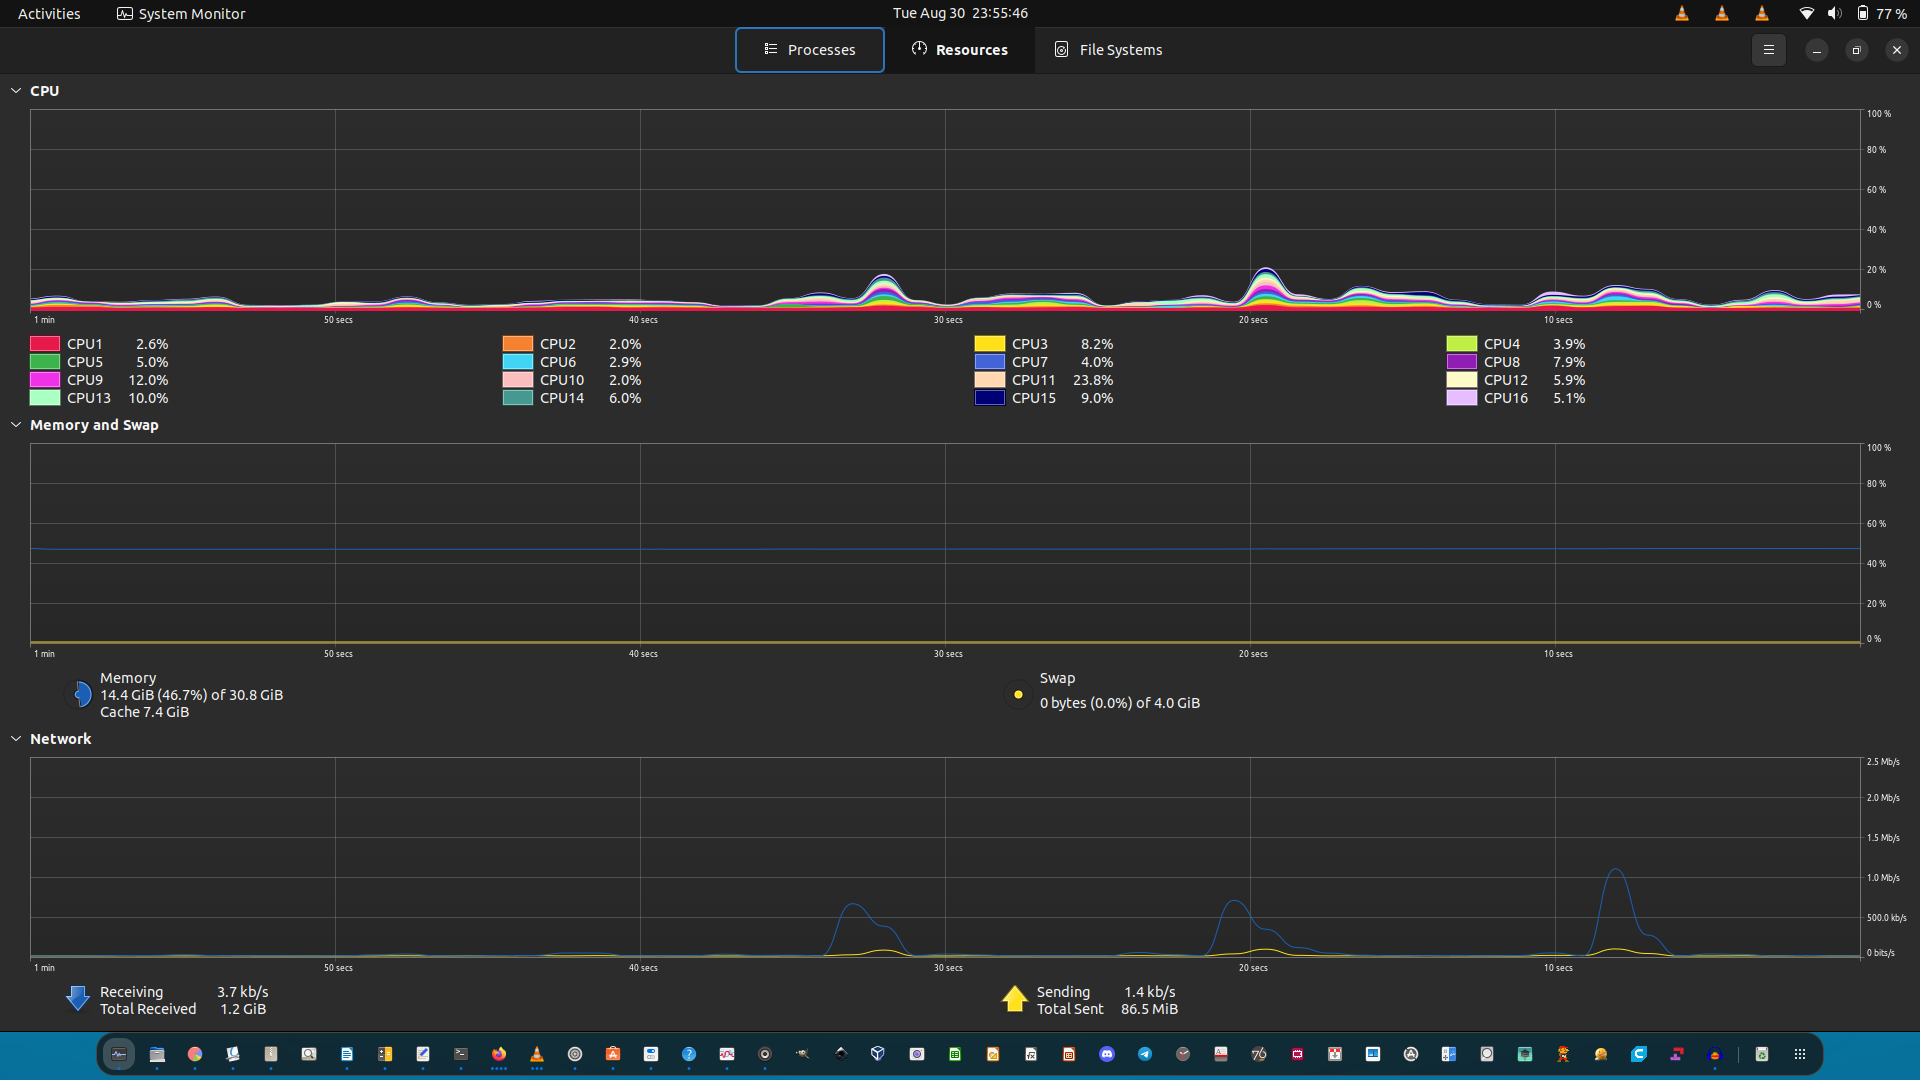 Activities System Monitor Tue Aug 30 23:55:46 77 %
Processes Resources File Systems
CPU
100 %
80 %
60 %
40 %
20 %
0 %
1 min 50 secs 40 secs 30 secs 20 secs 10 secs
CPU1 2.6% CPU2 2.0% CPU3 8.2% CPU4 3.9%
CPU5 5.0% CPU6 2.9% CPU7 4.0% CPU8 7.9%
CPU9 12.0% CPU10 2.0% CPU11 23.8% CPU12 5.9%
CPU13 10.0% CPU14 6.0% CPU15 9.0% CPU16 5.1%
Memory and Swap
100 %
80 %
60 %
40 %
20 %
0 %
1 min 50 secs 40 secs 30 secs 20 secs 10 secs
Memory
14.4 GiB (46.7%) of 30.8 GiB
Cache 7.4 GiB
Swap
0 bytes (0.0%) of 4.0 GiB
Network
2.5 Mb/s
2.0 Mb/s
1.5 Mb/s
1.0 Mb/s
500.0 kb/s
0 bits/s
1 min 50 secs 40 secs 30 secs 20 secs 10 secs
Receiving 3.7 kb/s
Total Received 1.2 GiB
Sending 1.4 kb/s
Total Sent 86.5 MiB